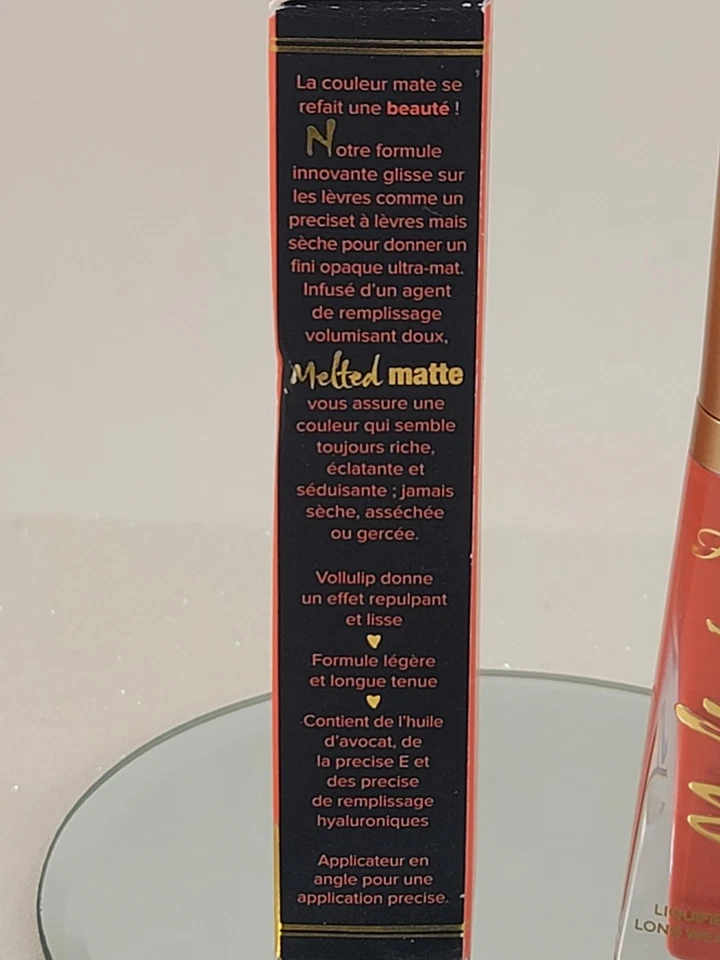 La couleur mate se
refait une beauté !
Notre formule
innovante glisse sur
les lèvres comme un
preciset à lèvres mais
sèche pour donner un
fini opaque ultra-mat.
Infusé d'un agent
de remplissage
volumisant doux,
Melted matte
vous assure une
couleur qui semble
toujours riche,
éclatante et
séduisante ; jamais
sèche, asséchée
ou gercée.
Vollulip donne
un effet repulpant
et lisse
Formule légère
et longue tenue
Contient de l'huile
d'avocat, de
la precise E et
des precise
de remplissage
hyaluroniques
Applicateur en
angle pour une
application precise.